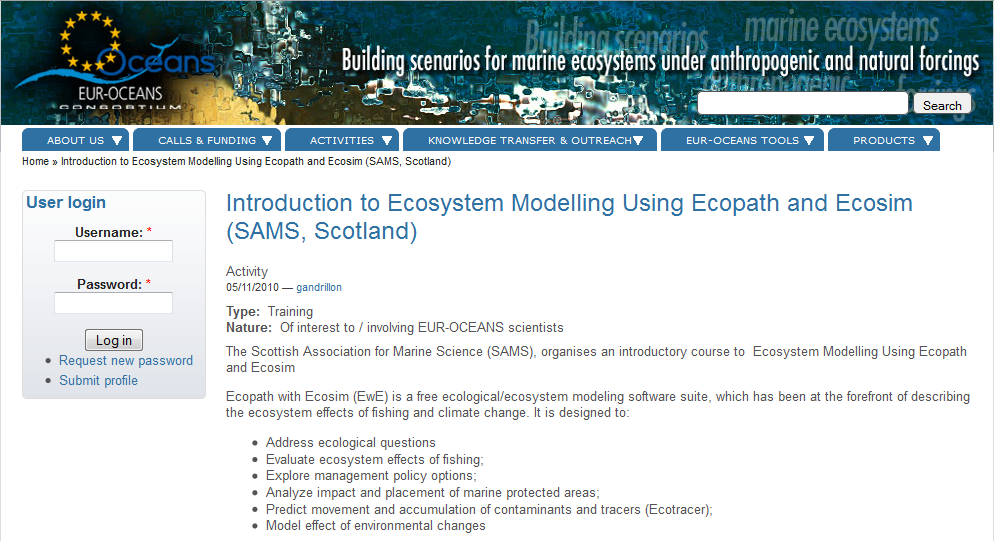 Oceans
EUR-OCEANS
CONSORTIUM
Building scenarios
marine ecosystems
Building scenarios for marine ecosystems under anthropogenic and natural forcings
Search
ABOUT US
CALLS & FUNDING
ACTIVITIES
KNOWLEDGE TRANSFER & OUTREACH
EUR-OCEANS TOOLS
PRODUCTS
Home » Introduction to Ecosystem Modelling Using Ecopath and Ecosim (SAMS, Scotland)
User login
Username: *
Password: *
Log in
• Request new password
• Submit profile
Introduction to Ecosystem Modelling Using Ecopath and Ecosim
(SAMS, Scotland)
Activity
05/11/2010 — gandrillon
Type: Training
Nature: Of interest to / involving EUR-OCEANS scientists
The Scottish Association for Marine Science (SAMS), organises an introductory course to Ecosystem Modelling Using Ecopath
and Ecosim
Ecopath with Ecosim (EwE) is a free ecological/ecosystem modeling software suite, which has been at the forefront of describing
the ecosystem effects of fishing and climate change. It is designed to:
• Address ecological questions
• Evaluate ecosystem effects of fishing;
• Explore management policy options;
• Analyze impact and placement of marine protected areas;
• Predict movement and accumulation of contaminants and tracers (Ecotracer);
• Model effect of environmental changes